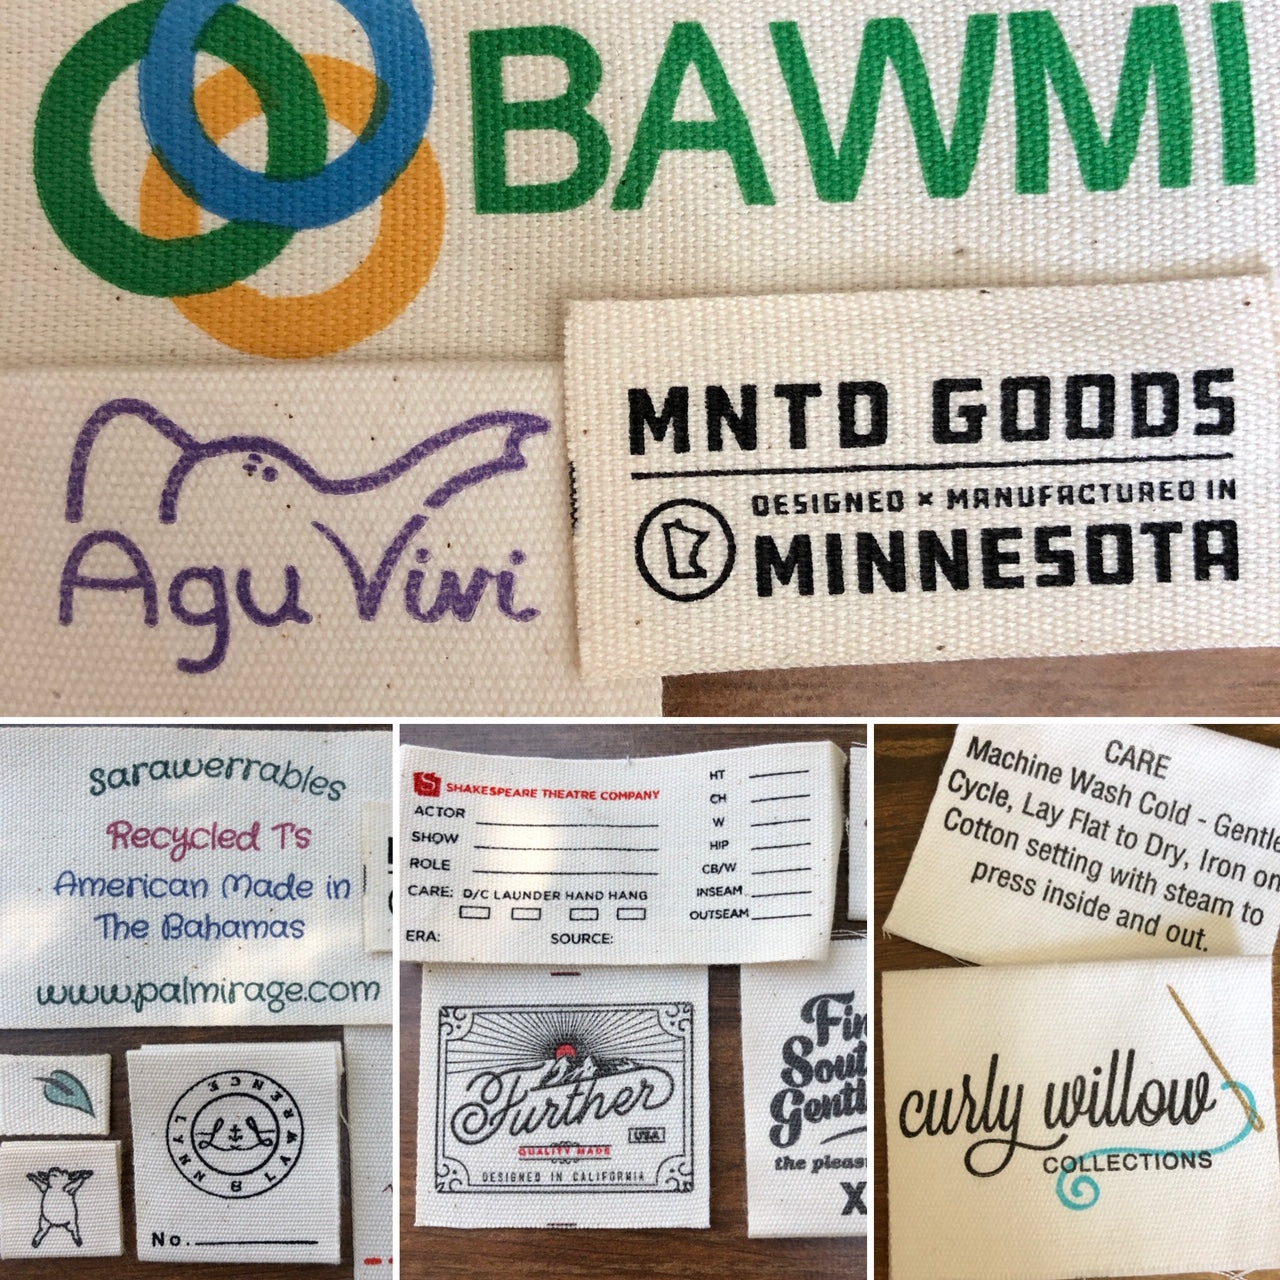 BAWMI
Agu Vivi
MNTD GOODS
DESIGNED × MANUFACTURED IN
MINNESOTA
sarawerrables
Recycled T's
American Made in
The Bahamas
www.palmirage.com
No.
SHAKESPEARE THEATRE COMPANY
ACTOR
SHOW
ROLE
CARE: D/C LAUNDER HAND HANG
ERA: SOURCE:
HT
CH
W
HIP
CB/W
INSEAM
OUTSEAM
Further
USA
QUALITY MADE
DESIGNED IN CALIFORNIA
the
X
CARE
Machine Wash Cold - Gentle
Cycle, Lay Flat to Dry, Iron on
Cotton setting with steam to
press inside and out.
curly willow
COLLECTIONS